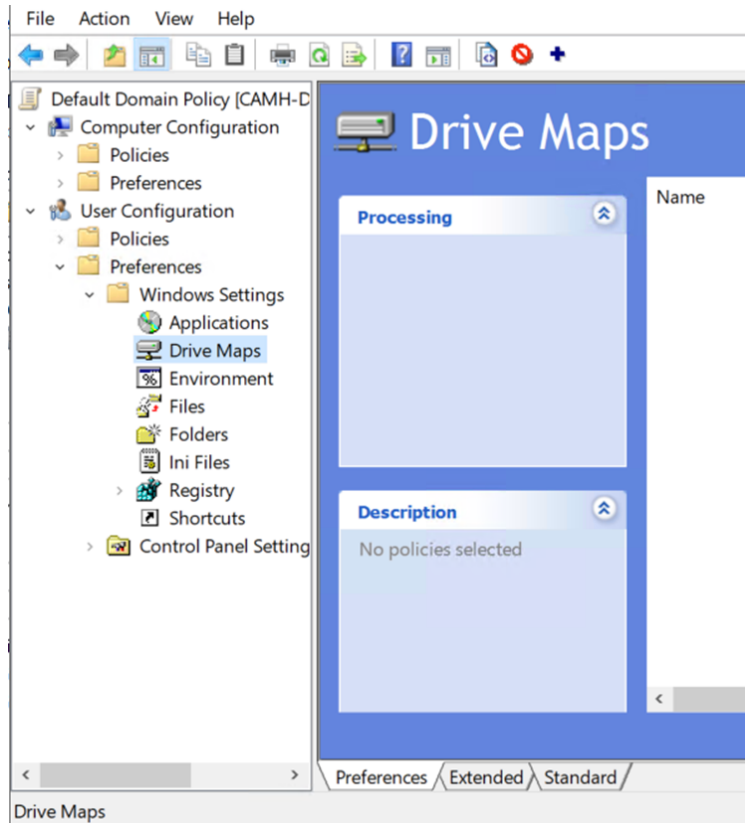 File Action View Help
Default Domain Policy [CAMH-D
Computer Configuration
Policies
Preferences
User Configuration
Policies
Preferences
Windows Settings
Applications
Drive Maps
Environment
Files
Folders
Ini Files
Registry
Shortcuts
Control Panel Setting
Drive Maps
Processing
Description
No policies selected
Name
Preferences Extended Standard
Drive Maps